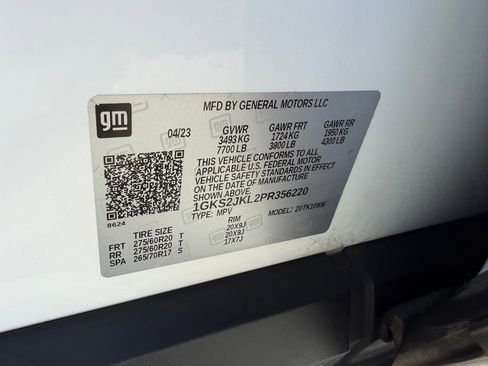 gm
MFD BY GENERAL MOTORS LLC
04/23 GVWR GAWR FRT GAWR RR
3493 KG 1724 KG 1950 KG
7700 LB 3800 LB 4300 LB
THIS VEHICLE CONFORMS TO ALL
APPLICABLE U.S. FEDERAL MOTOR
VEHICLE SAFETY STANDARDS IN
EFFECT ON THE DATE OF
MANUFACTURE SHOWN ABOVE.
1GKS2JKL2PR356220
8624 TYPE: MPV 20TK10906
TIRE SIZE RIM
FRT 275/60R20 T 20X9J
RR 275/60R20 T 20X9J
SPA 265/70R17 S 17X7J